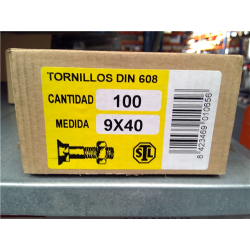 TORNILLOS DIN 608
CANTIDAD 100
MEDIDA 9X40
STL
8 423469 010656